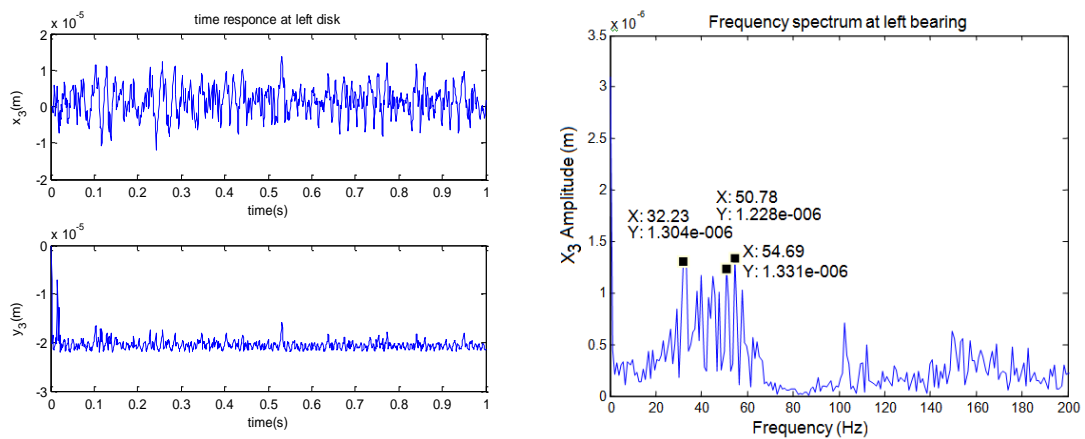 time responce at left disk
x 10^-5
2
1
0
-1
-2
x3(m)
0 0.1 0.2 0.3 0.4 0.5 0.6 0.7 0.8 0.9 1
time(s)
x 10^-5
0
-1
-2
-3
y3(m)
0 0.1 0.2 0.3 0.4 0.5 0.6 0.7 0.8 0.9 1
time(s)
Frequency spectrum at left bearing
x 10^-6
3.5
3
2.5
2
1.5
1
0.5
0
X3 Amplitude (m)
X: 32.23
Y: 1.304e-006
X: 50.78
Y: 1.228e-006
X: 54.69
Y: 1.331e-006
0 20 40 60 80 100 120 140 160 180 200
Frequency (Hz)